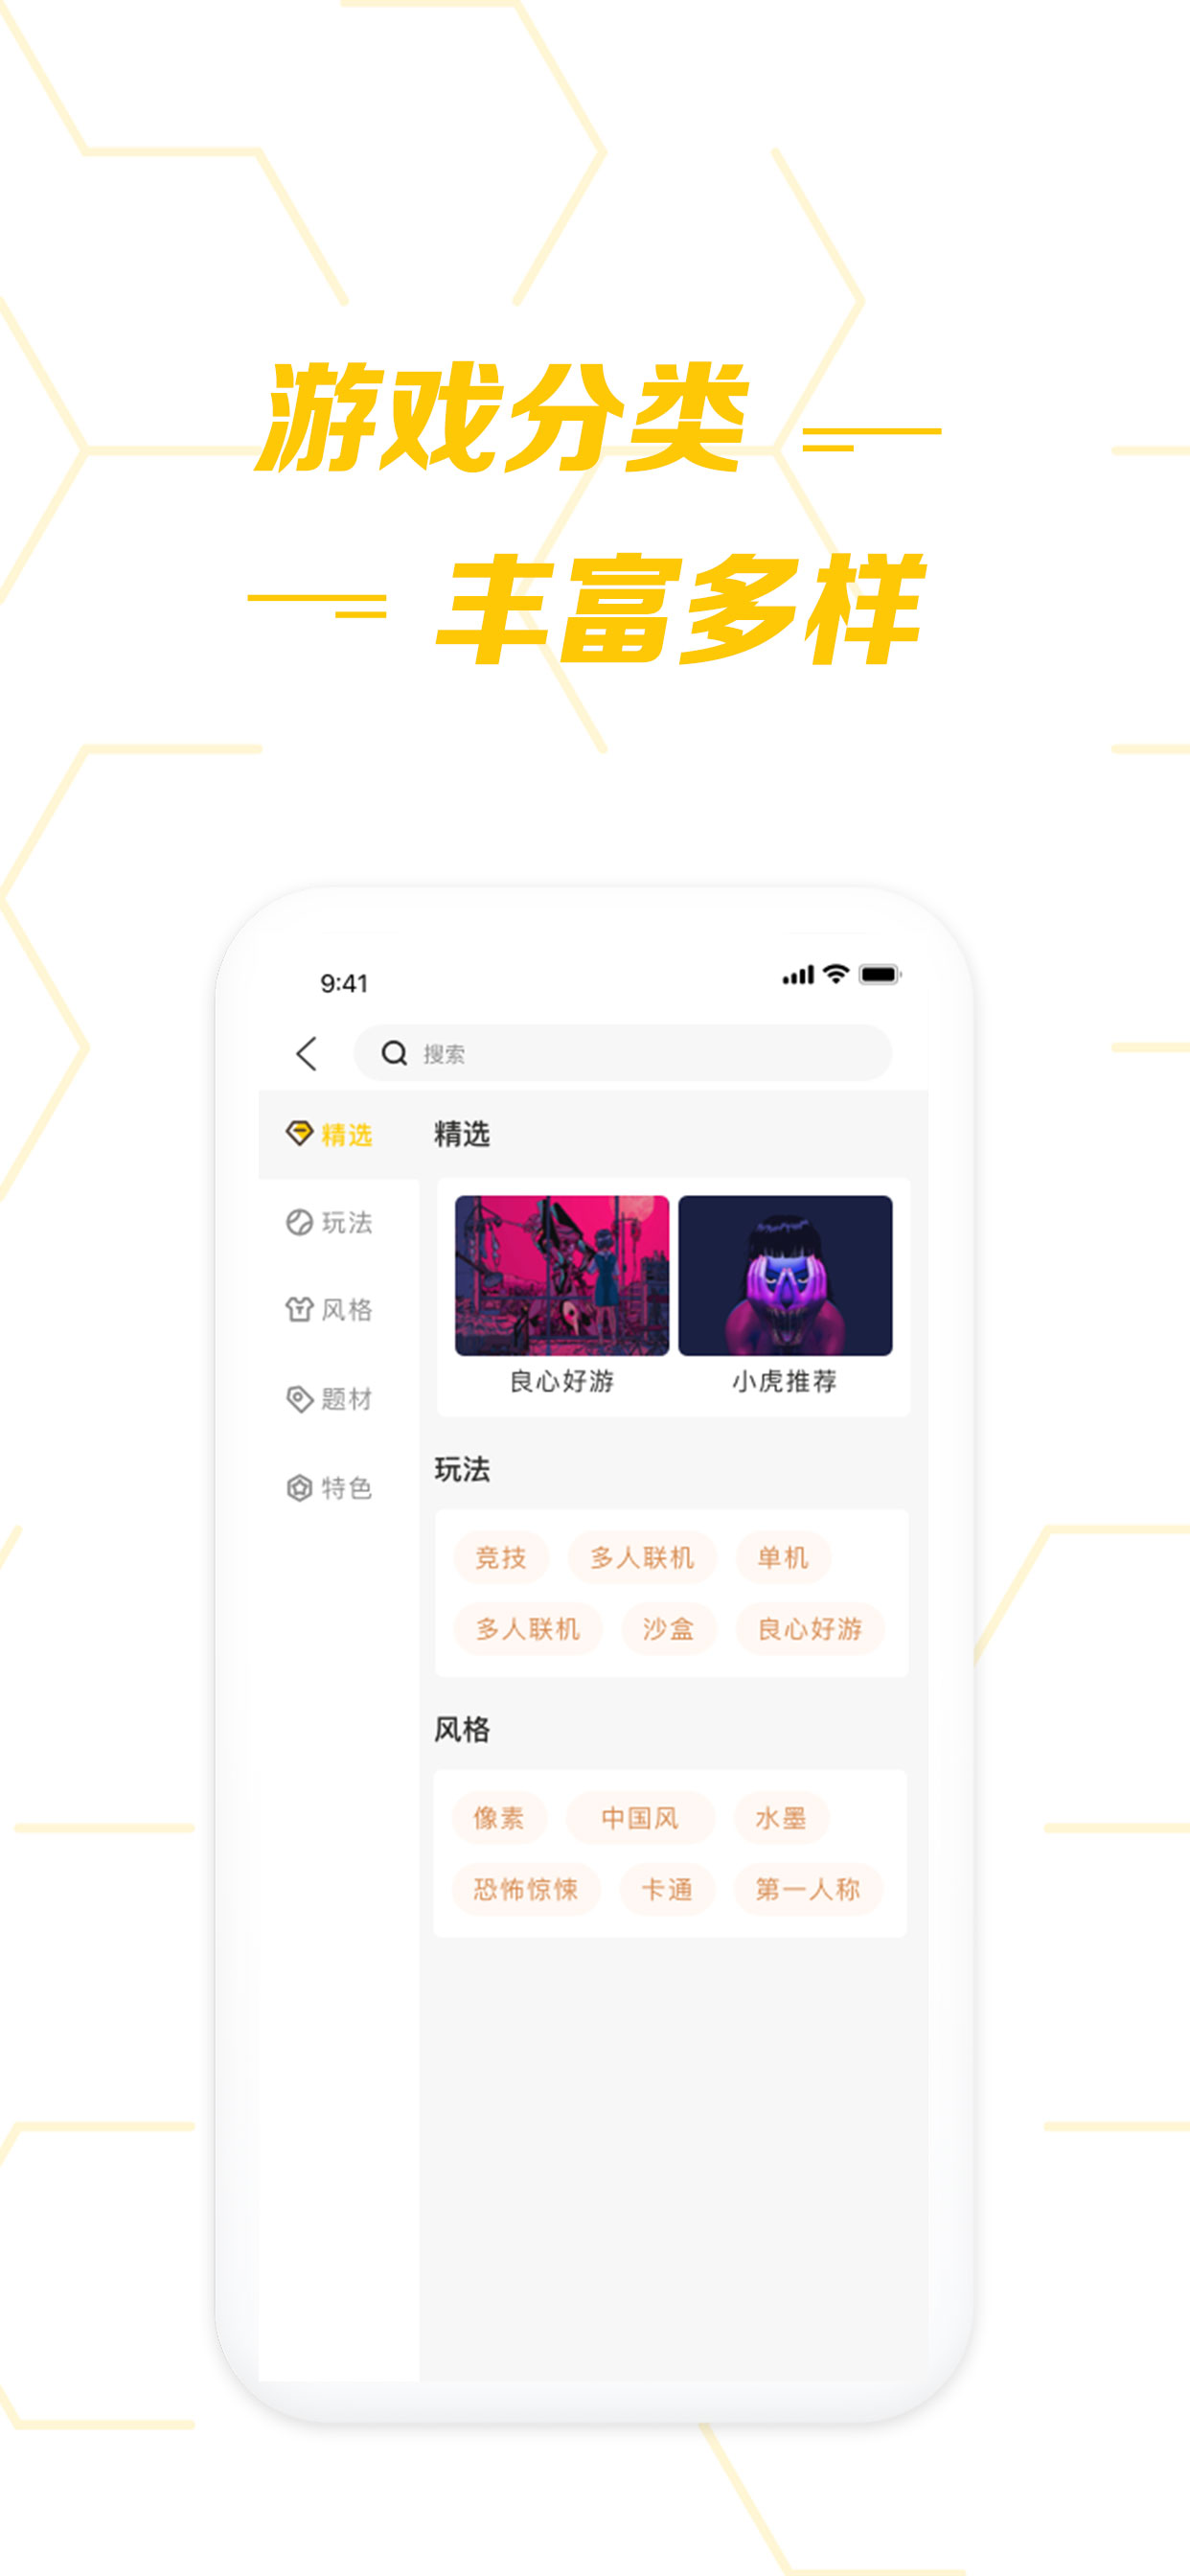 游戏分类
丰富多样
9:41
搜索
精选
玩法
风格
题材
特色
精选
良心好游 小虎推荐
玩法
竞技 多人联机 单机
多人联机 沙盒 良心好游
风格
像素 中国风 水墨
恐怖惊悚 卡通 第一人称